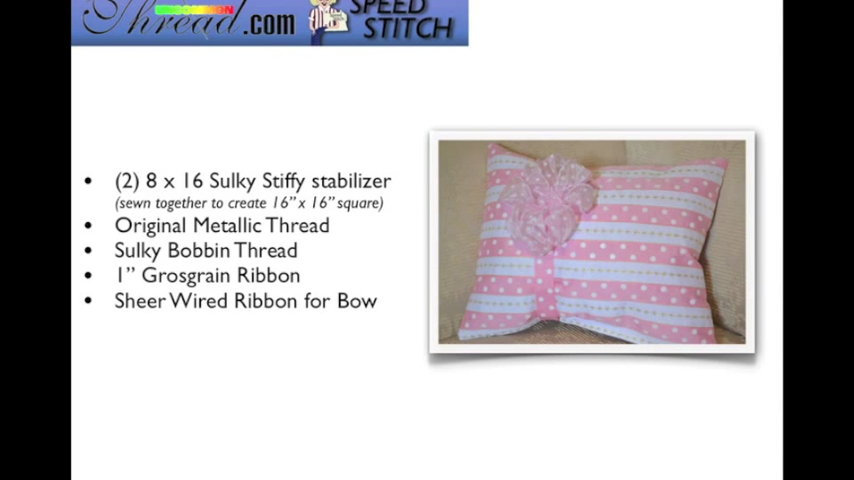 UNCOMMON
Thread.com
SPEED
STITCH
• (2) 8 x 16 Sulky Stiffy stabilizer
(sewn together to create 16” x 16” square)
• Original Metallic Thread
• Sulky Bobbin Thread
• 1” Grosgrain Ribbon
• Sheer Wired Ribbon for Bow